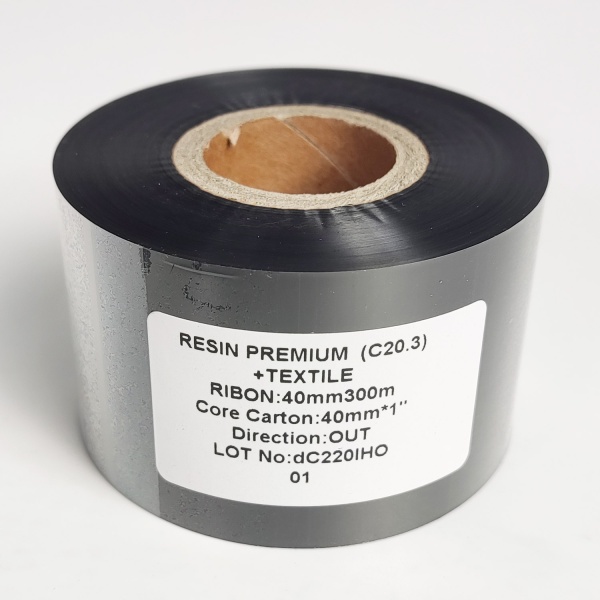 RESIN PREMIUM (C20.3)
+TEXTILE
RIBON:40mm300m
Core Carton:40mm*1"
Direction:OUT
LOT No:dC220IHO
01